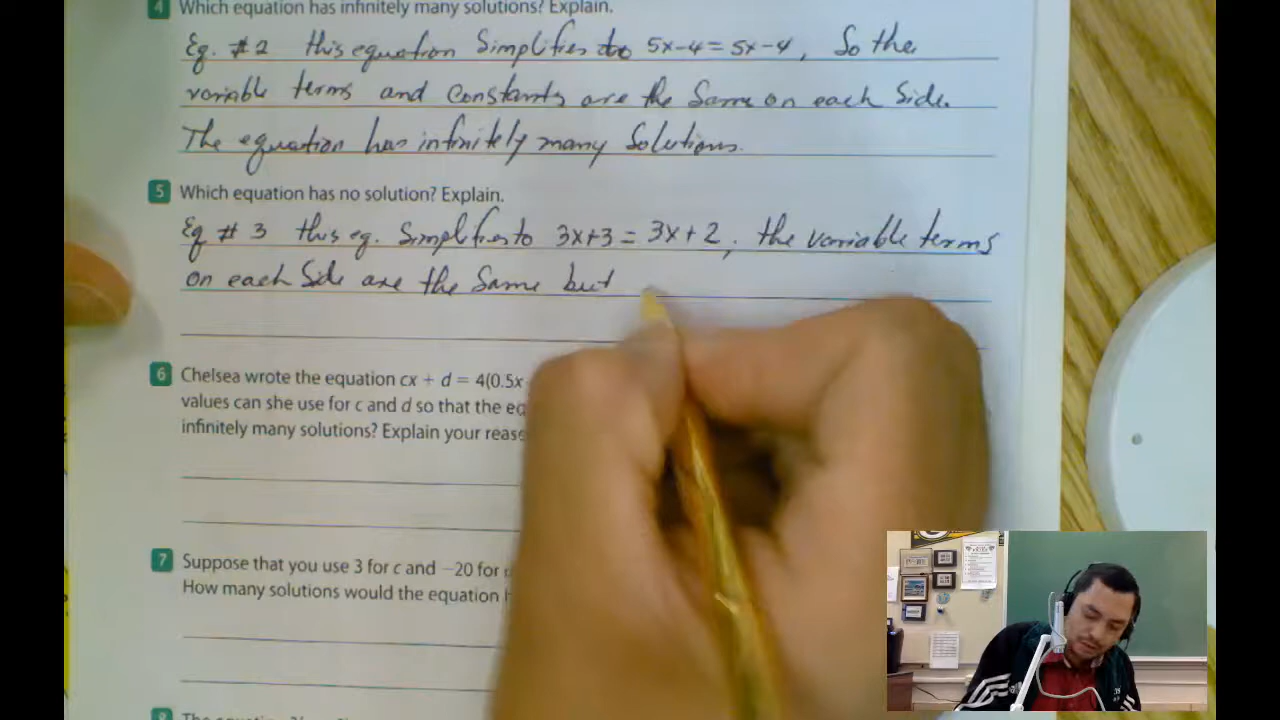 4 Which equation has infinitely many solutions? Explain.
Eq. #2 this equation Simplifies to 5x-4=5x-4, So the
variable terms and constants are the Same on each Side.
The equation has infinitely many Solutions.
5 Which equation has no solution? Explain.
Eq # 3 this eq. Simplifies to 3x+3 = 3x+2, the variable terms
on each Side are the Same but
6 Chelsea wrote the equation cx + d = 4(0.5x
values can she use for c and d so that the eq
infinitely many solutions? Explain your reas
7 Suppose that you use 3 for c and −20 for
How many solutions would the equation
8